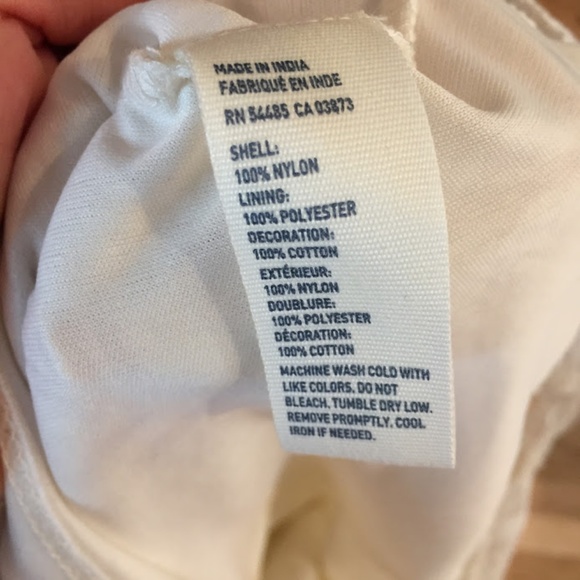 MADE IN INDIA
FABRIQUÉ EN INDE
RN 54485 CA 03873
SHELL:
100% NYLON
LINING:
100% POLYESTER
DECORATION:
100% COTTON
EXTÉRIEUR:
100% NYLON
DOUBLURE:
100% POLYESTER
DÉCORATION:
100% COTTON
MACHINE WASH COLD WITH
LIKE COLORS. DO NOT
BLEACH. TUMBLE DRY LOW.
REMOVE PROMPTLY. COOL
IRON IF NEEDED.